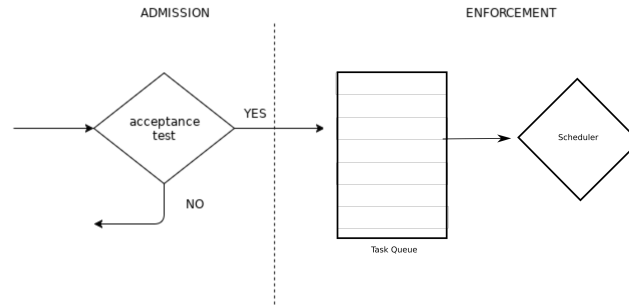 ADMISSION
ENFORCEMENT
acceptance
test
YES
NO
Scheduler
Task Queue